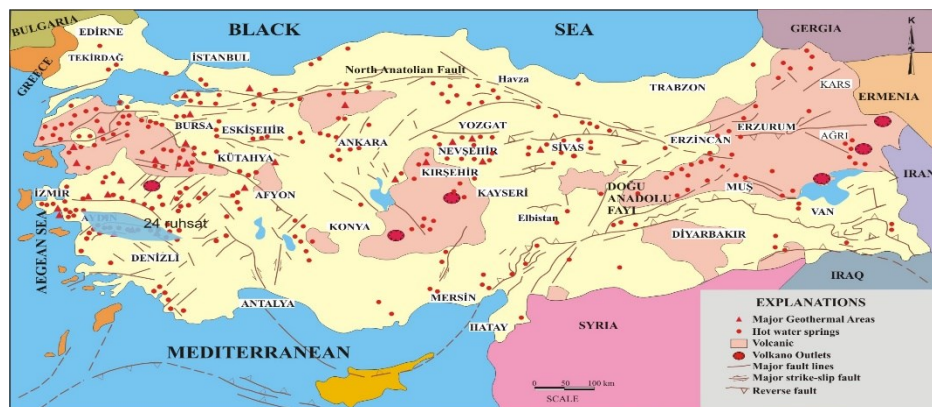 BULGARIA
EDİRNE
TEKİRDAĞ
GREECE
BLACK SEA
İSTANBUL
GERGIA
K
North Anatolian Fault
Havza
TRABZON
KARS
ERMENIA
BURSA
ESKİŞEHİR
ANKARA
YOZGAT
NEVŞEHİR
SİVAS
ERZİNCAN
ERZURUM
AĞRI
IRAN
KÜTAHYA
KIRŞEHİR
İZMİR
AFYON
KAYSERİ
DOĞU
ANADOLU
FAYI
MUŞ
VAN
AYDIN
24 ruhsat
KONYA
Elbistan
DİYARBAKIR
AEGEAN SEA
DENİZLİ
IRAQ
ANTALYA
MERSİN
HATAY
SYRIA
MEDITERRANEAN
EXPLANATIONS
Major Geothermal Areas
Hot water springs
Volcanic
Volkano Outlets
Major fault lines
Major strike-slip fault
Reverse fault
0 50 100 km
SCALE